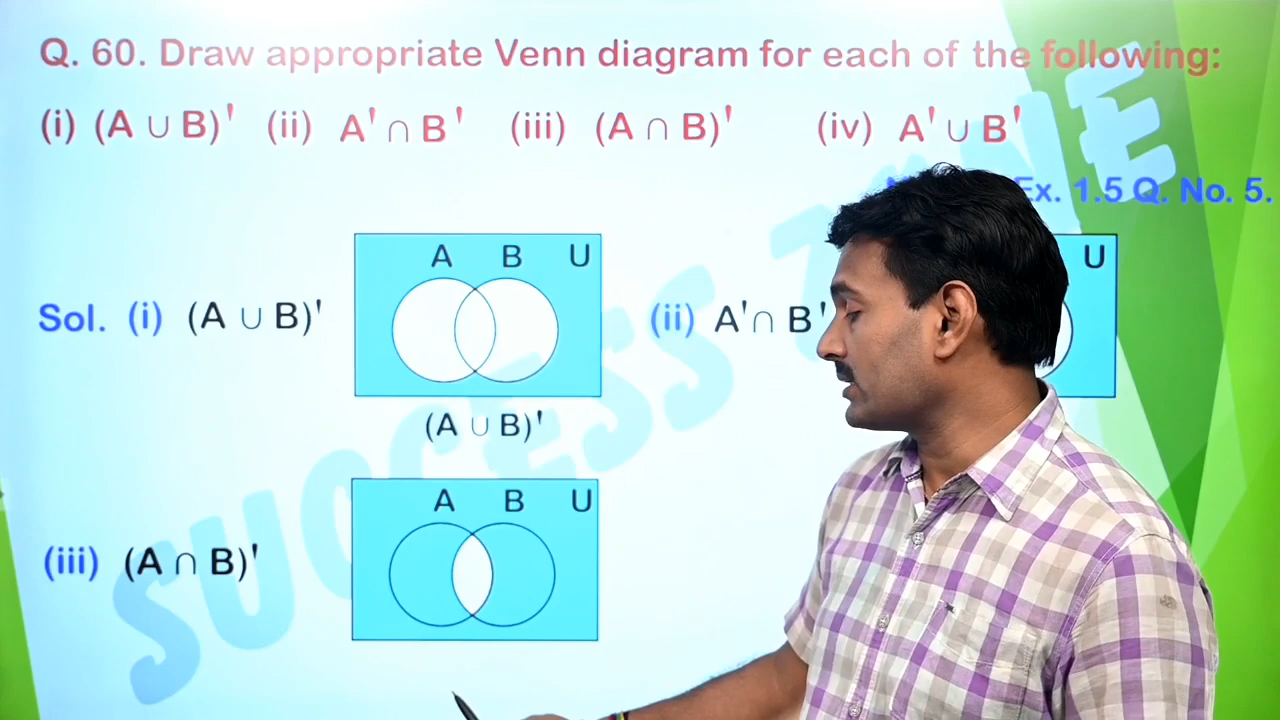 Q. 60. Draw appropriate Venn diagram for each of the following:
(i) (A ∪ B)' (ii) A' ∩ B' (iii) (A ∩ B)' (iv) A' ∪ B'
Ex. 1.5 Q. No. 5.
A B U
U
Sol. (i) (A ∪ B)'
(ii) A' ∩ B'
(A ∪ B)'
A B U
(iii) (A ∩ B)'
SUCCESS